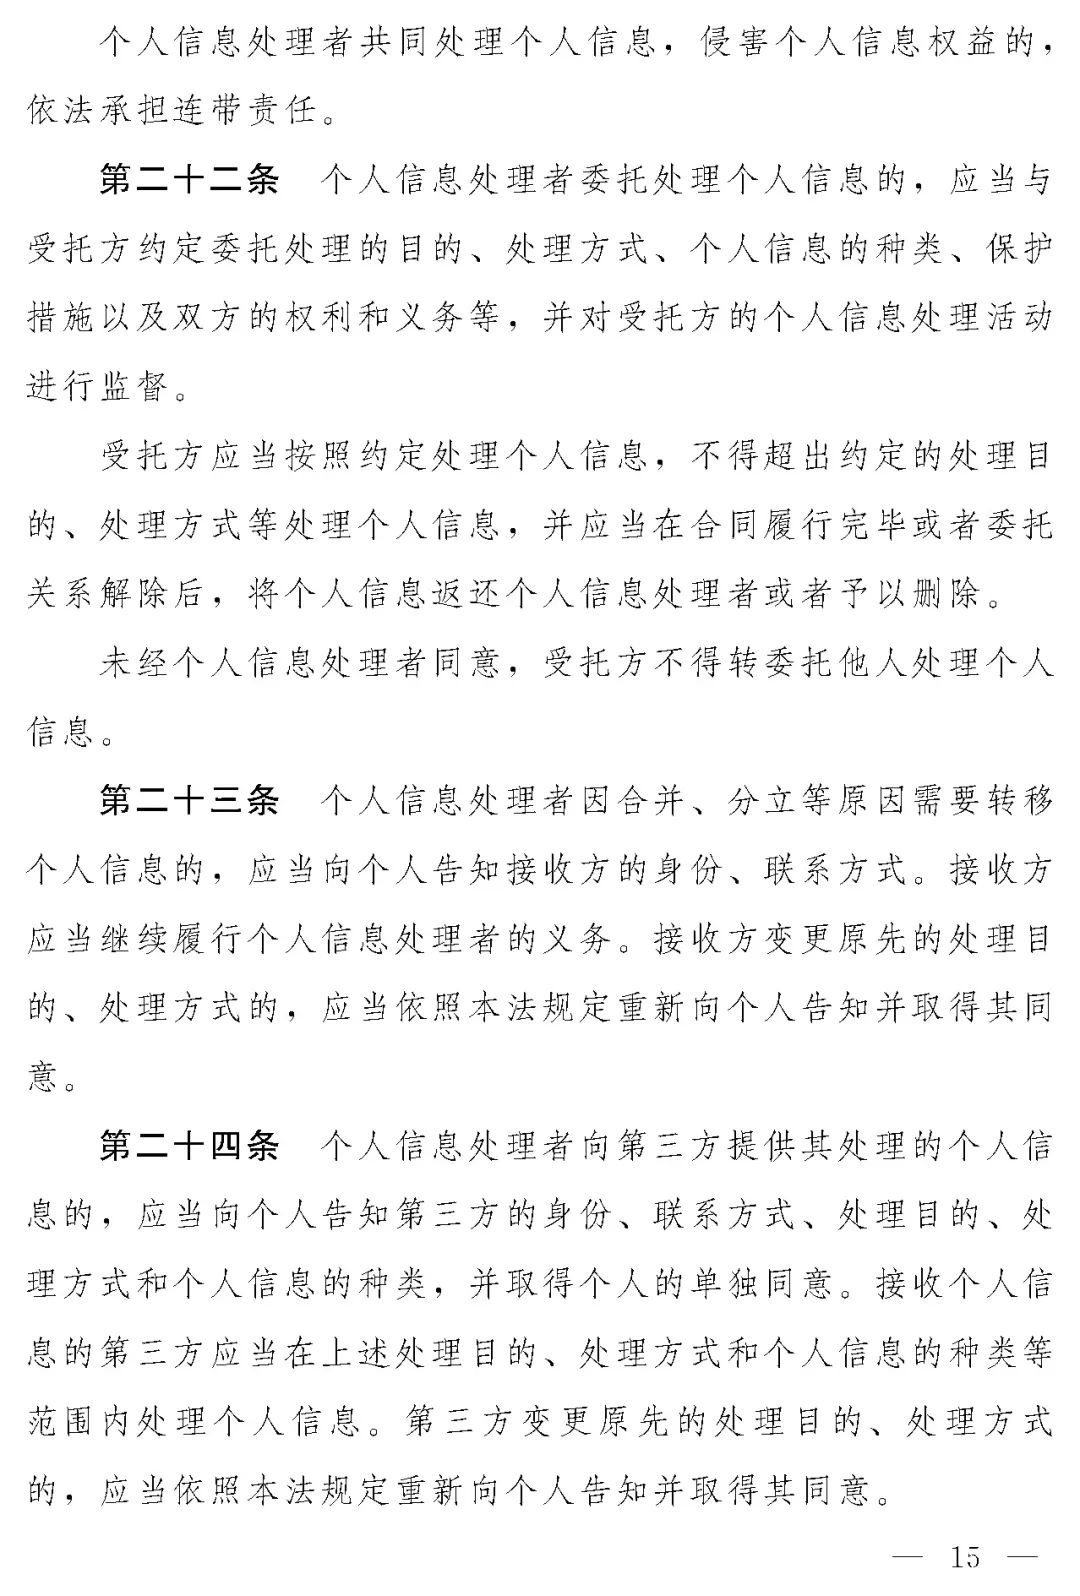 个人信息处理者共同处理个人信息，侵害个人信息权益的，
依法承担连带责任。
第二十二条　个人信息处理者委托处理个人信息的，应当与
受托方约定委托处理的目的、处理方式、个人信息的种类、保护
措施以及双方的权利和义务等，并对受托方的个人信息处理活动
进行监督。
受托方应当按照约定处理个人信息，不得超出约定的处理目
的、处理方式等处理个人信息，并应当在合同履行完毕或者委托
关系解除后，将个人信息返还个人信息处理者或者予以删除。
未经个人信息处理者同意，受托方不得转委托他人处理个人
信息。
第二十三条　个人信息处理者因合并、分立等原因需要转移
个人信息的，应当向个人告知接收方的身份、联系方式。接收方
应当继续履行个人信息处理者的义务。接收方变更原先的处理目
的、处理方式的，应当依照本法规定重新向个人告知并取得其同
意。
第二十四条　个人信息处理者向第三方提供其处理的个人信
息的，应当向个人告知第三方的身份、联系方式、处理目的、处
理方式和个人信息的种类，并取得个人的单独同意。接收个人信
息的第三方应当在上述处理目的、处理方式和个人信息的种类等
范围内处理个人信息。第三方变更原先的处理目的、处理方式
的，应当依照本法规定重新向个人告知并取得其同意。
— 15 —